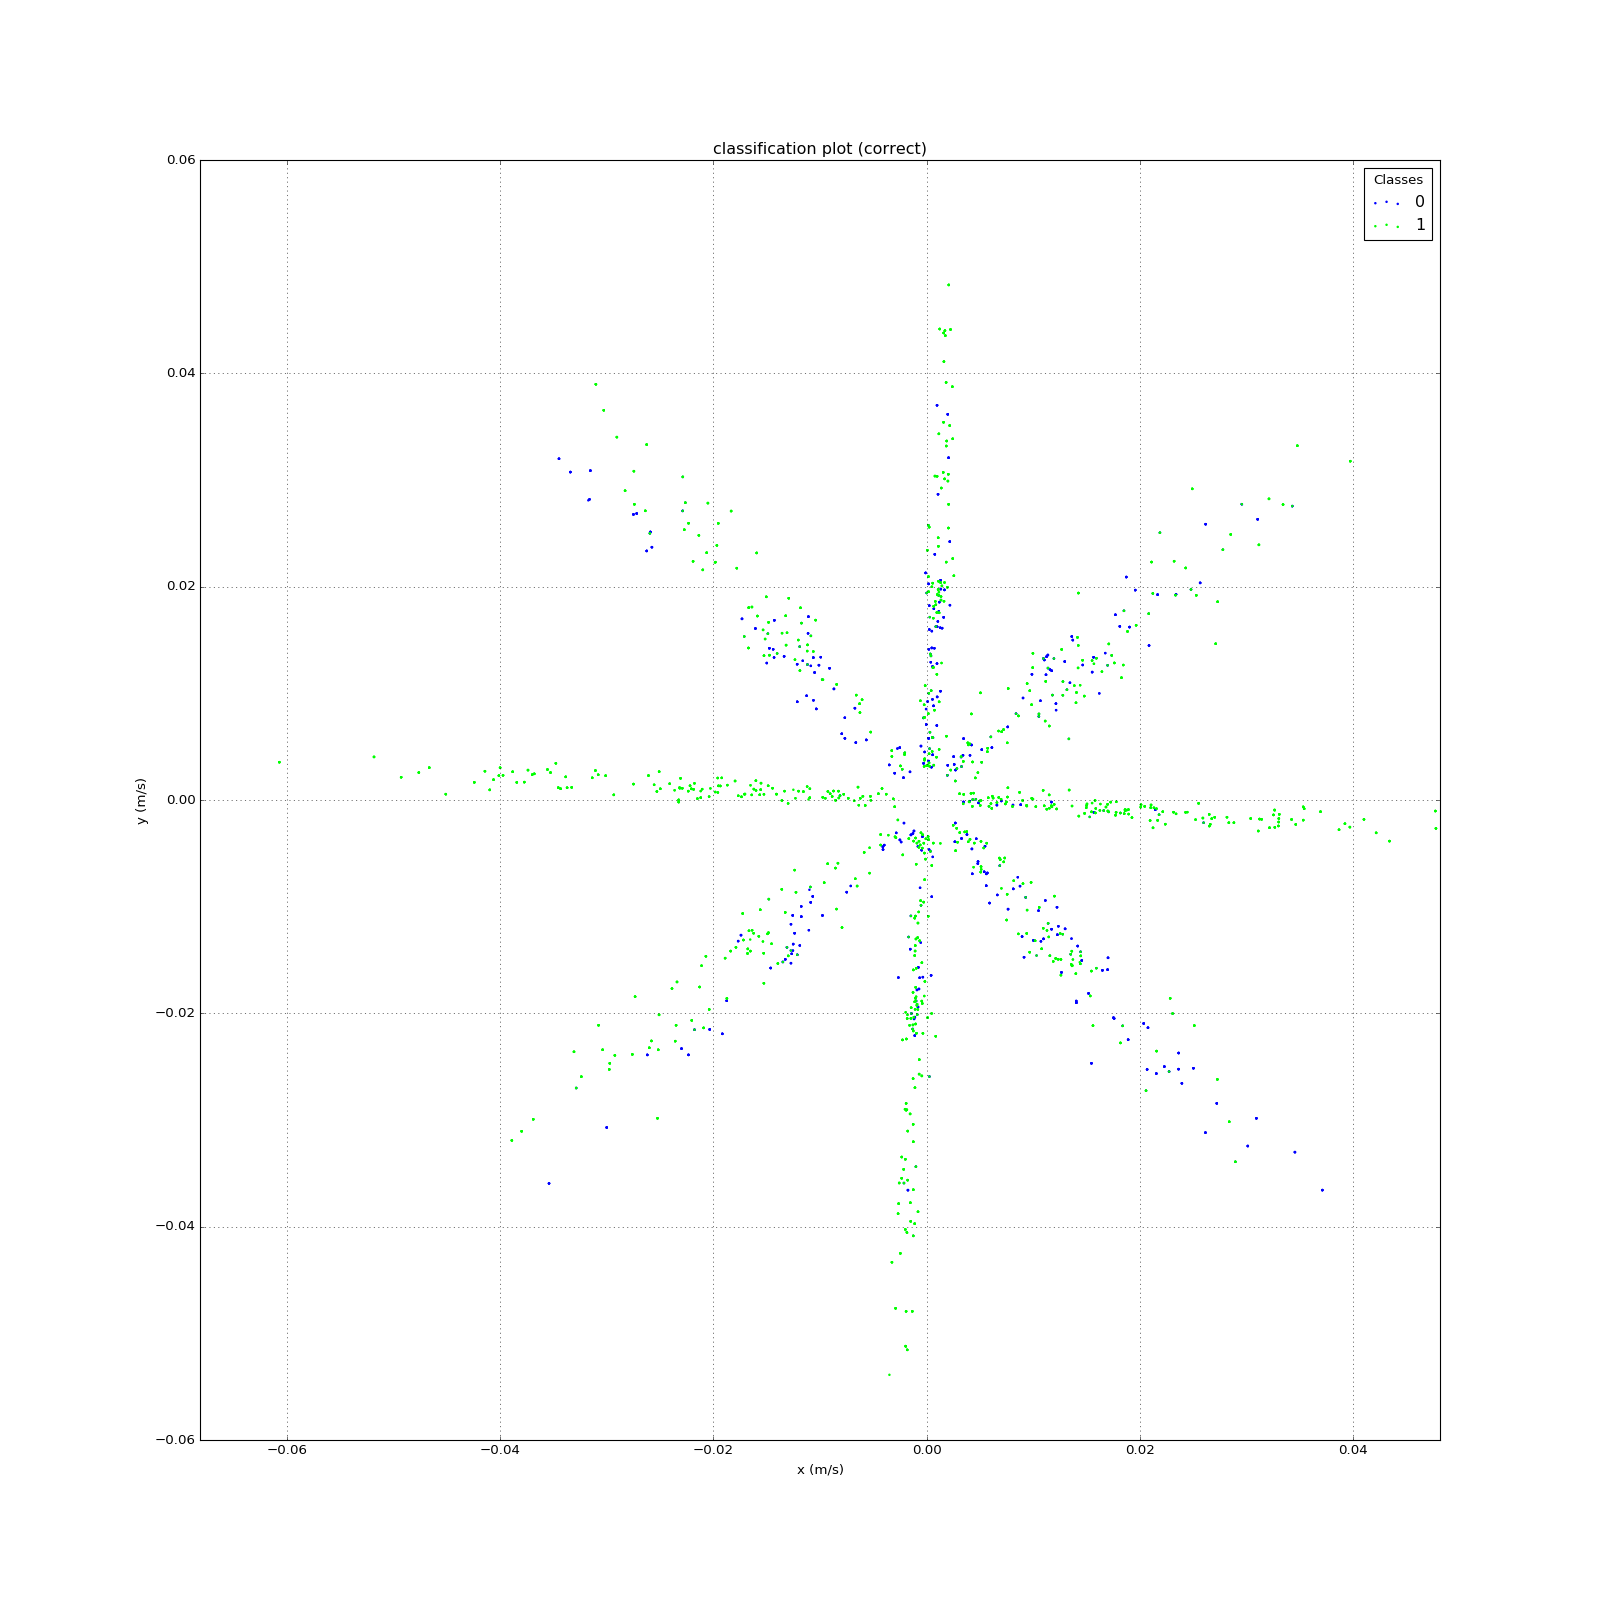 classification plot (correct)
Classes
0
1
0.06
0.04
0.02
0.00
−0.02
−0.04
−0.06
y (m/s)
−0.06 −0.04 −0.02 0.00 0.02 0.04
x (m/s)